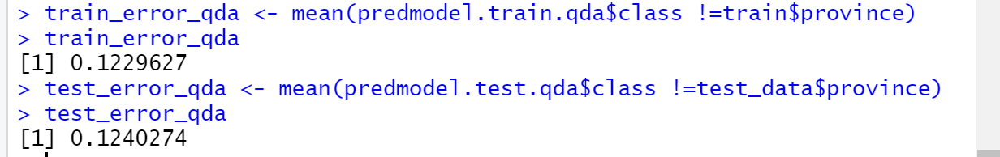 > train_error_qda <- mean(predmodel.train.qda$class !=train$province)
> train_error_qda
[1] 0.1229627
> test_error_qda <- mean(predmodel.test.qda$class !=test_data$province)
> test_error_qda
[1] 0.1240274